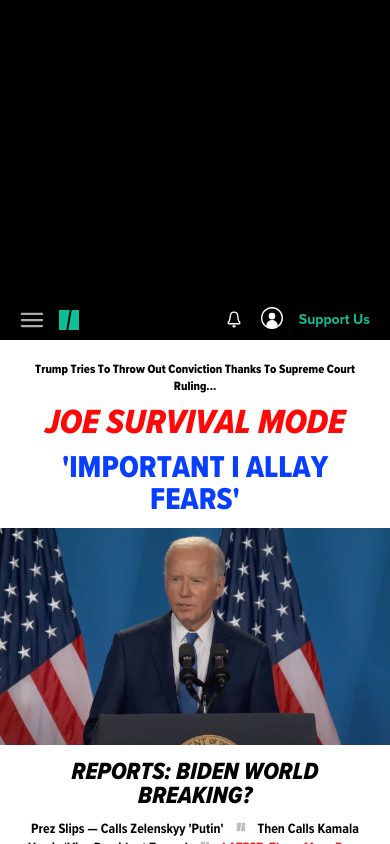 Support Us
Trump Tries To Throw Out Conviction Thanks To Supreme Court
Ruling...
JOE SURVIVAL MODE
'IMPORTANT I ALLAY
FEARS'
REPORTS: BIDEN WORLD
BREAKING?
Prez Slips — Calls Zelenskyy 'Putin' Then Calls Kamala